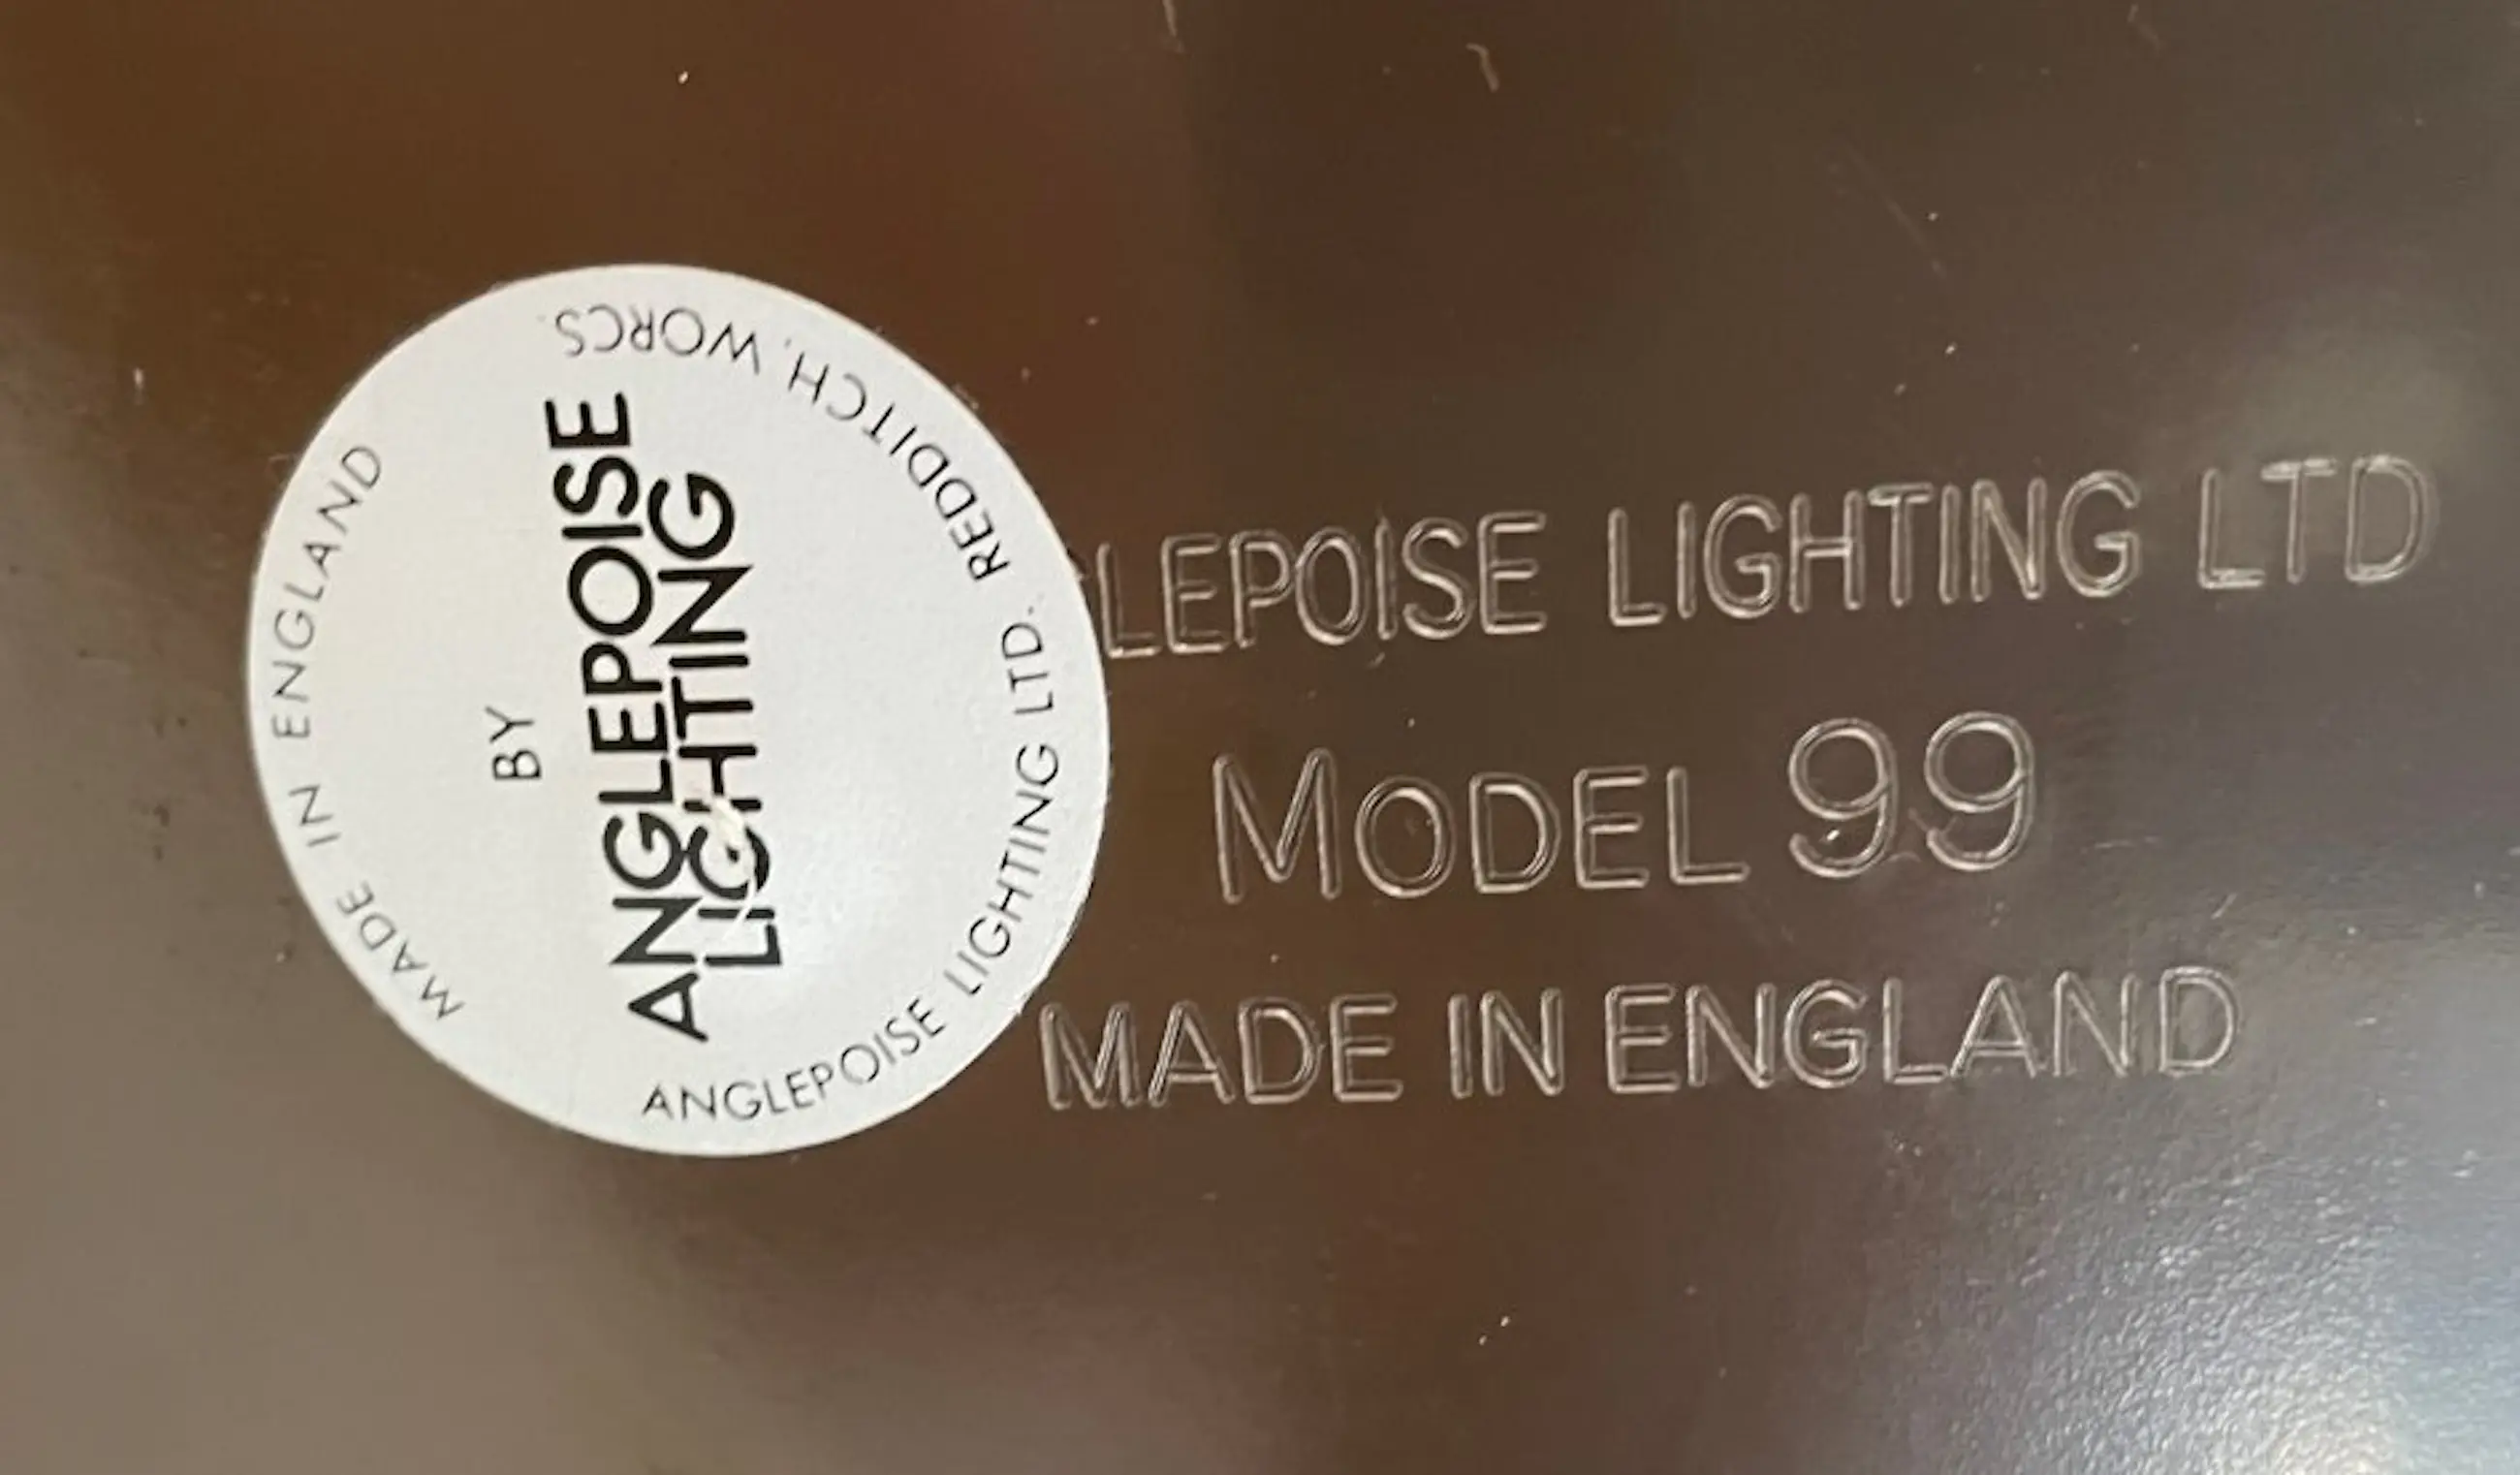 MADE IN ENGLAND
BY
ANGLEPOISE
LIGHTING
ANGLEPOISE LIGHTING LTD. REDDITCH, WORCS
LEPOISE LIGHTING LTD
MODEL 99
MADE IN ENGLAND